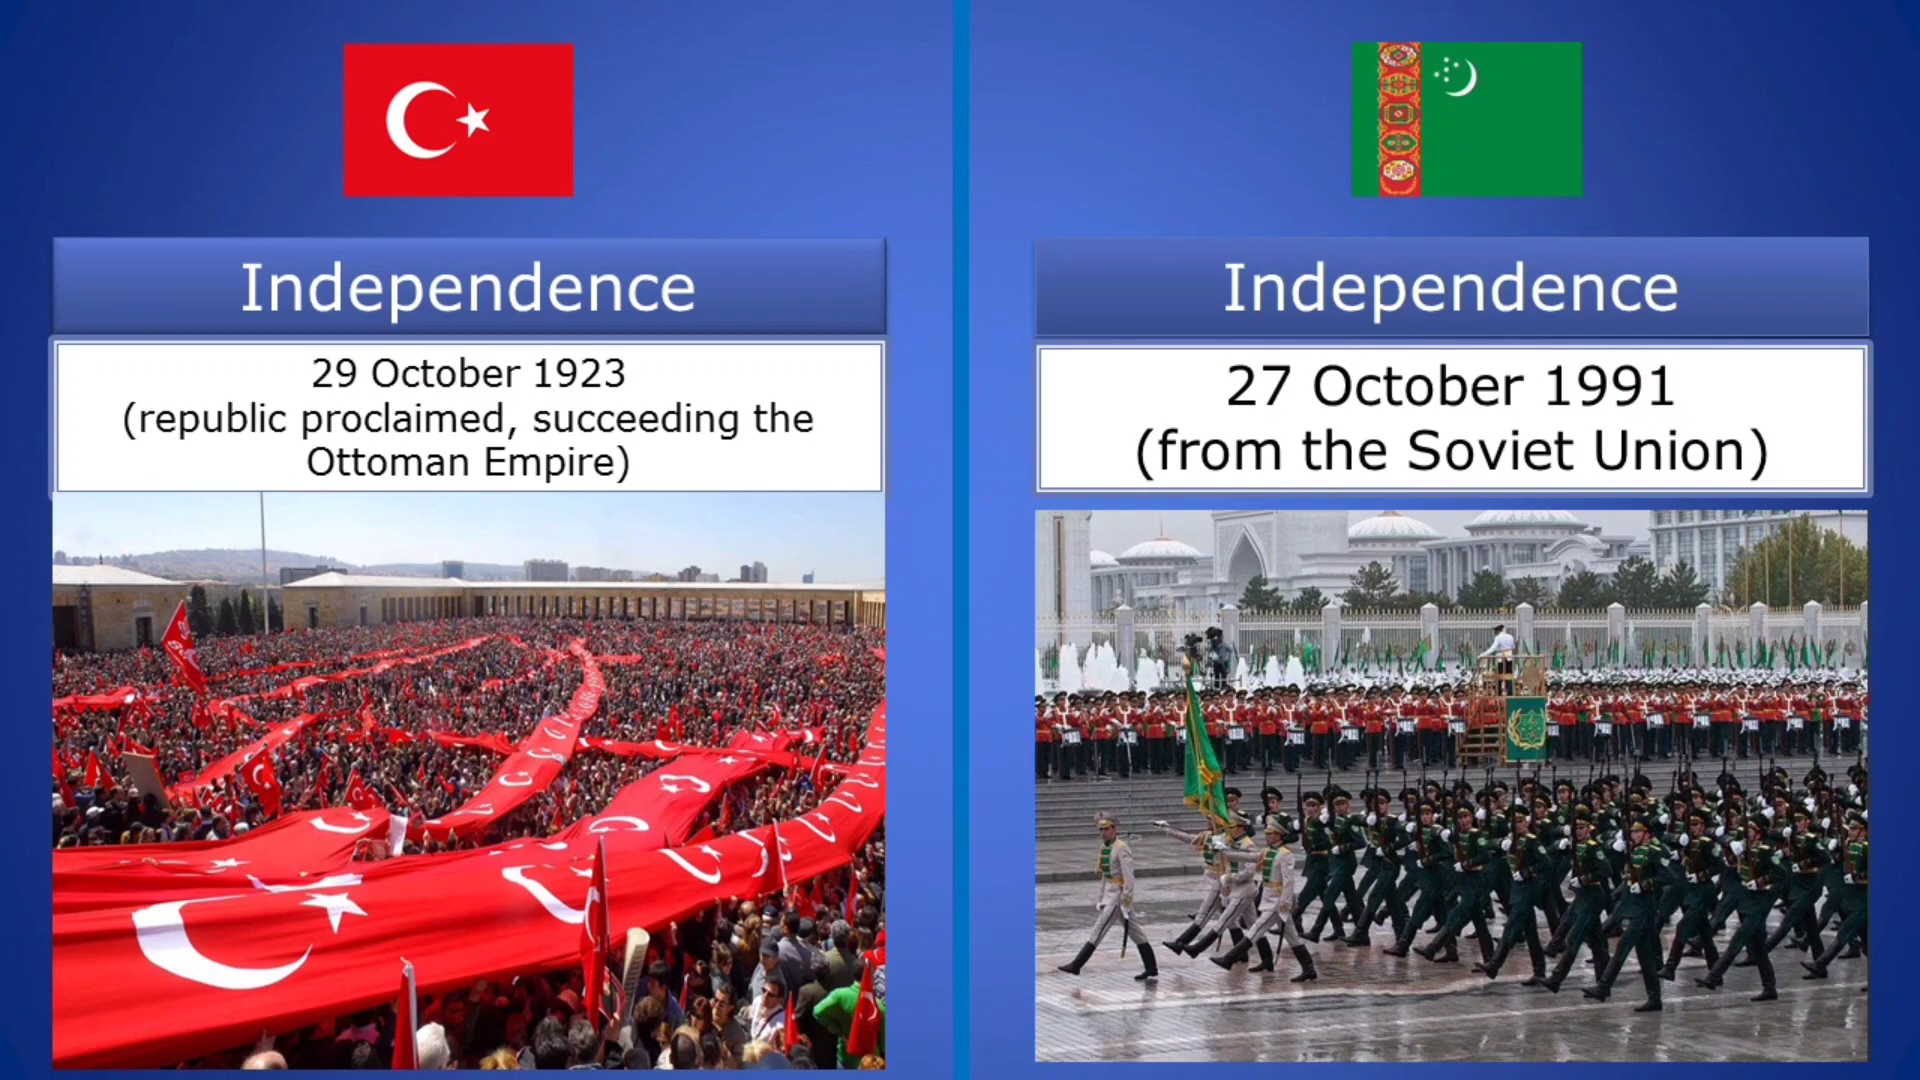 Independence
29 October 1923
(republic proclaimed, succeeding the
Ottoman Empire)
Independence
27 October 1991
(from the Soviet Union)